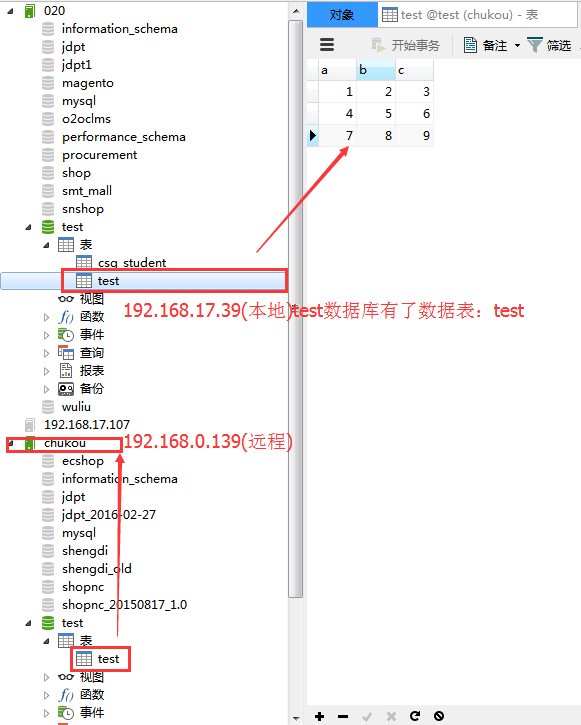 020
information_schema
jdpt
jdpt1
magento
mysql
o2oclms
performance_schema
procurement
shop
smt_mall
snshop
test
表
csq_student
test
视图
192.168.17.39(本地)test数据库有了数据表：test
函数
事件
查询
报表
备份
wuliu
192.168.17.107
chukou
192.168.0.139(远程)
ecshop
information_schema
jdpt
jdpt_2016-02-27
mysql
shengdi
shengdi_old
shopnc
shopnc_20150817_1.0
test
表
test
视图
函数
事件
对象
test @test (chukou) - 表
开始事务
备注
筛选
a b c
1 2 3
4 5 6
7 8 9